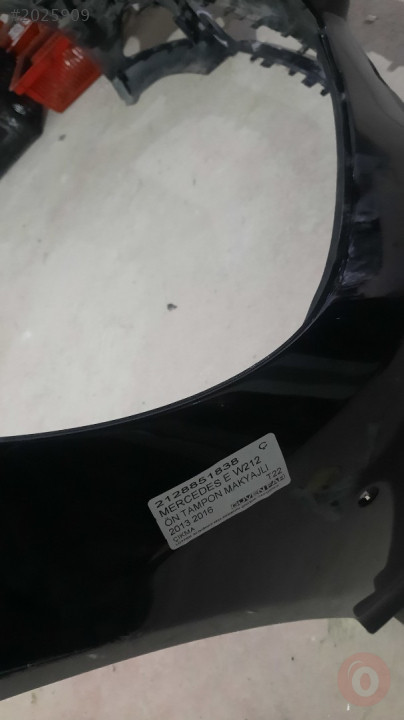 #2025909
2128851838
MERCEDES E W212
ÖN TAMPON MAKYAJLI
2013 2016
T22
ÇIKMA